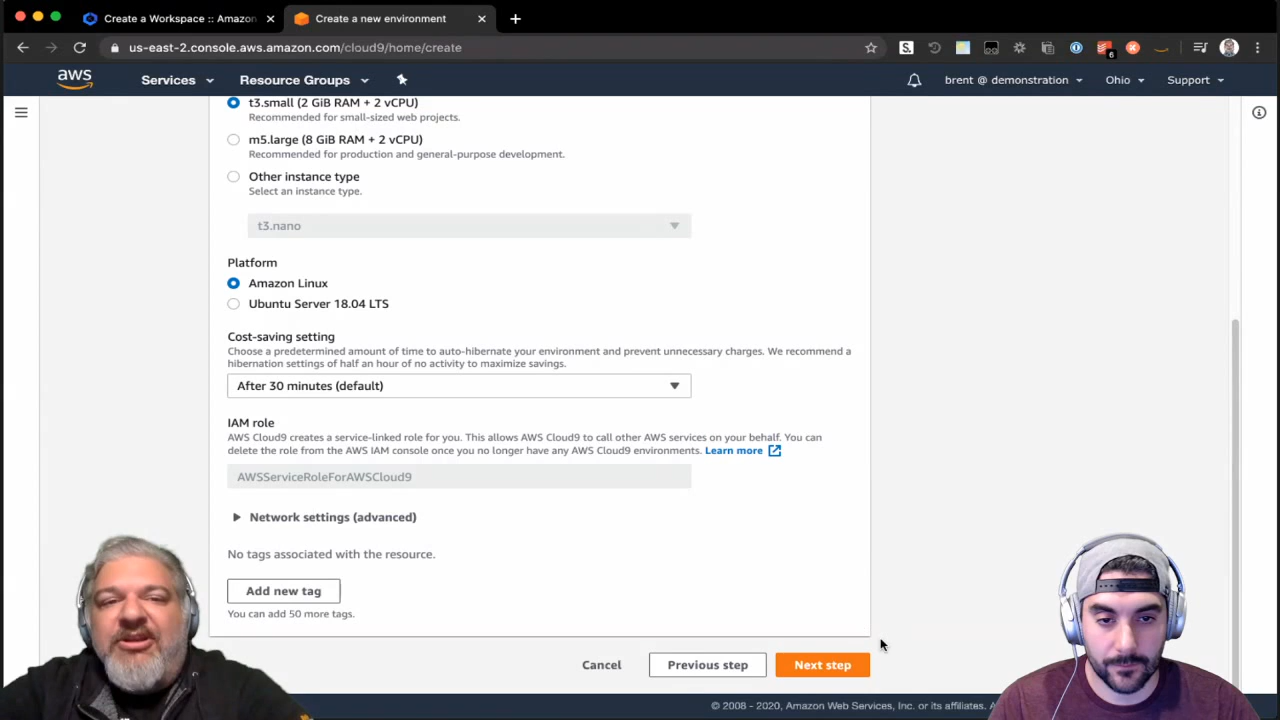 Create a Workspace :: Amazon
Create a new environment
us-east-2.console.aws.amazon.com/cloud9/home/create
6
aws
Services
Resource Groups
brent @ demonstration
Ohio
Support
t3.small (2 GiB RAM + 2 vCPU)
Recommended for small-sized web projects.
m5.large (8 GiB RAM + 2 vCPU)
Recommended for production and general-purpose development.
Other instance type
Select an instance type.
t3.nano
Platform
Amazon Linux
Ubuntu Server 18.04 LTS
Cost-saving setting
Choose a predetermined amount of time to auto-hibernate your environment and prevent unnecessary charges. We recommend a
hibernation settings of half an hour of no activity to maximize savings.
After 30 minutes (default)
IAM role
AWS Cloud9 creates a service-linked role for you. This allows AWS Cloud9 to call other AWS services on your behalf. You can
delete the role from the AWS IAM console once you no longer have any AWS Cloud9 environments. Learn more
AWSServiceRoleForAWSCloud9
Network settings (advanced)
No tags associated with the resource.
Add new tag
You can add 50 more tags.
Cancel
Previous step
Next step
© 2008 - 2020, Amazon Web Services, Inc. or its affiliates.